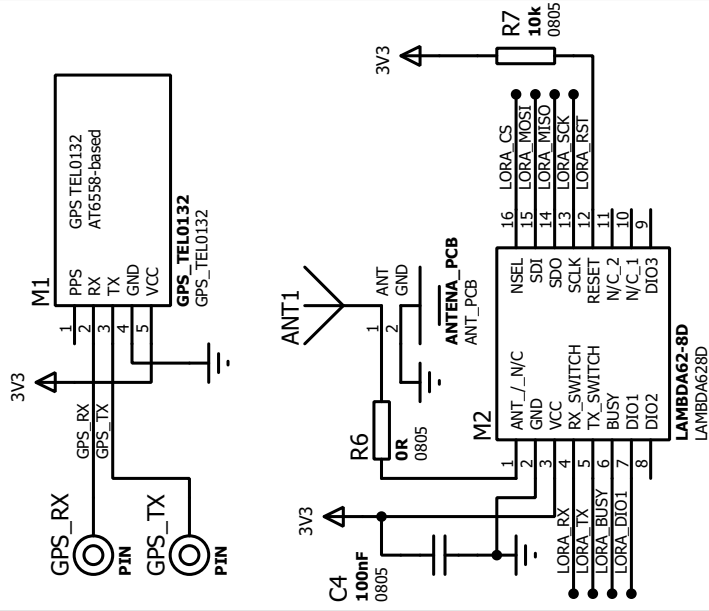 M1
GPS TEL0132
AT6558-based
PPS
RX
TX
GND
VCC
1
2
3
4
5
GPS_TEL0132
GPS_TEL0132
3V3
GPS_RX
GPS_TX
GPS_RX
PIN
GPS_TX
PIN
R7
10k
0805
3V3
LORA_CS
LORA_MOSI
LORA_MISO
LORA_SCK
LORA_RST
16
15
14
13
12
11
10
9
NSEL
SDI
SDO
SCLK
RESET
N/C_2
N/C_1
DIO3
ANT_/_N/C
GND
VCC
RX_SWITCH
TX_SWITCH
BUSY
DIO1
DIO2
M2
LAMBDA62-8D
LAMBDA628D
1
2
3
4
5
6
7
8
LORA_RX
LORA_TX
LORA_BUSY
LORA_DIO1
ANT1
1
2
ANT
GND
ANTENA_PCB
ANT_PCB
R6
0R
0805
3V3
C4
100nF
0805